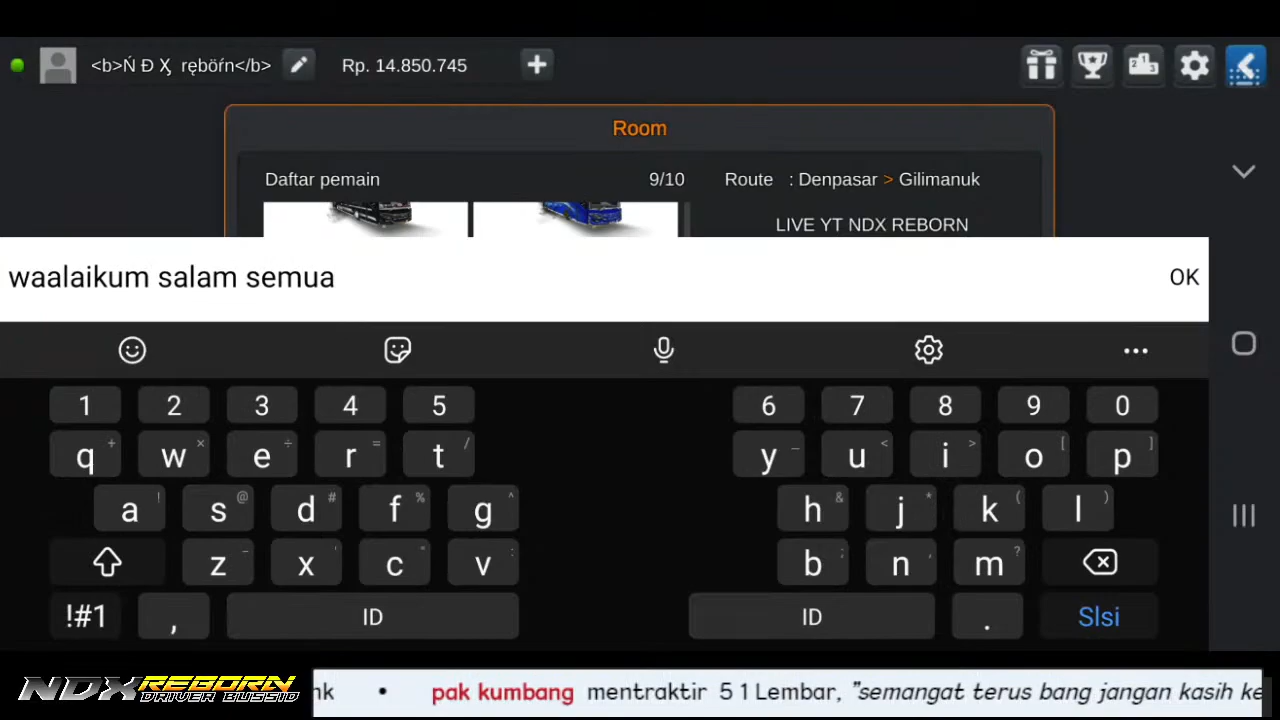 <b>Ń Đ Ӽ ręböŕn</b>
Rp. 14.850.745
Room
Daftar pemain 9/10
Route : Denpasar > Gilimanuk
LIVE YT NDX REBORN
waalaikum salam semua
OK
1 2 3 4 5 6 7 8 9 0
q w e r t y u i o p
a s d f g h j k l
z x c v b n m
!#1 , ID ID . Slsi
NDX REBORN
DRIVER BUSSID
nk • pak kumbang mentraktir 5 1 Lembar, "semangat terus bang jangan kasih ke